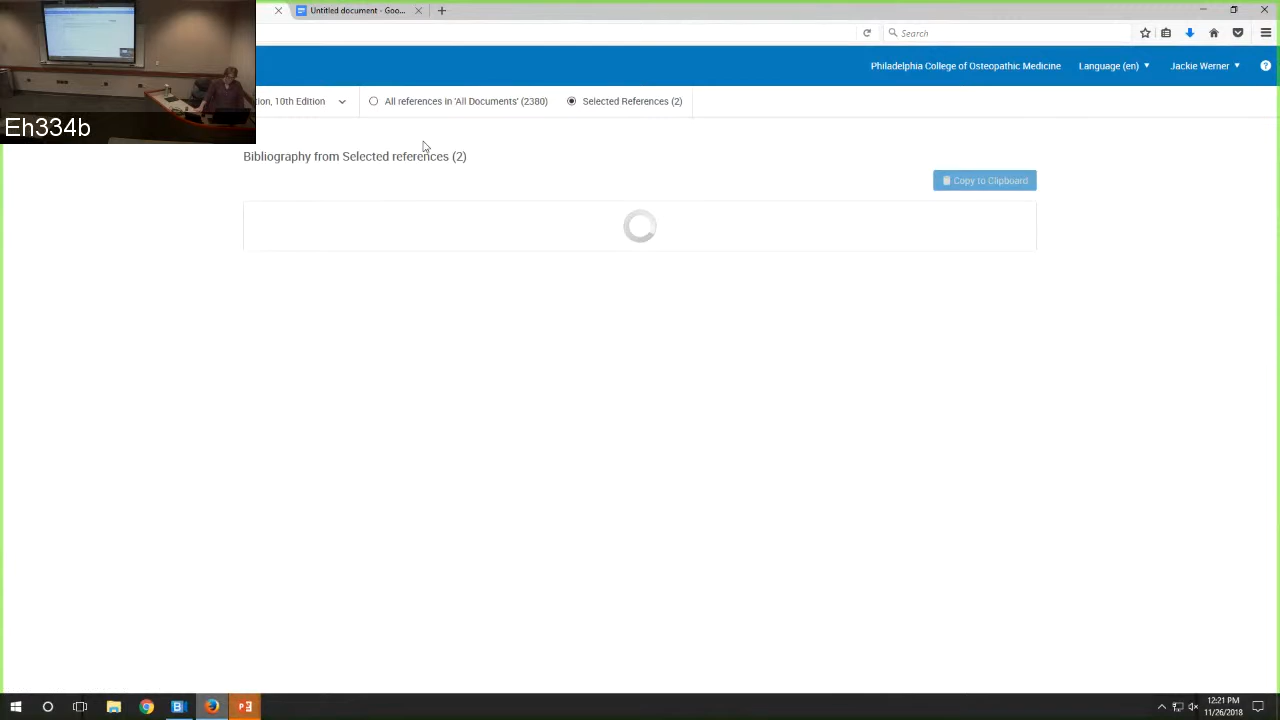 Untitled document - Goo...
Search
Philadelphia College of Osteopathic Medicine
Language (en)
Jackie Werner
Eh334b
tion, 10th Edition
All references in 'All Documents' (2380)
Selected References (2)
Bibliography from Selected references (2)
Copy to Clipboard
12:21 PM
11/26/2018